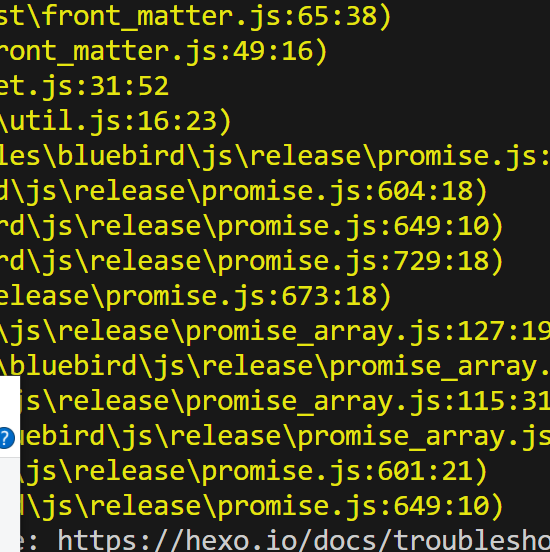 st\front_matter.js:65:38)
ront_matter.js:49:16)
et.js:31:52
\util.js:16:23)
les\bluebird\js\release\promise.js:
d\js\release\promise.js:604:18)
rd\js\release\promise.js:649:10)
rd\js\release\promise.js:729:18)
elease\promise.js:673:18)
\js\release\promise_array.js:127:19
\bluebird\js\release\promise_array.
js\release\promise_array.js:115:31
?
uebird\js\release\promise_array.js
\js\release\promise.js:601:21)
d\js\release\promise.js:649:10)
e: https://hexo.io/docs/troublesho